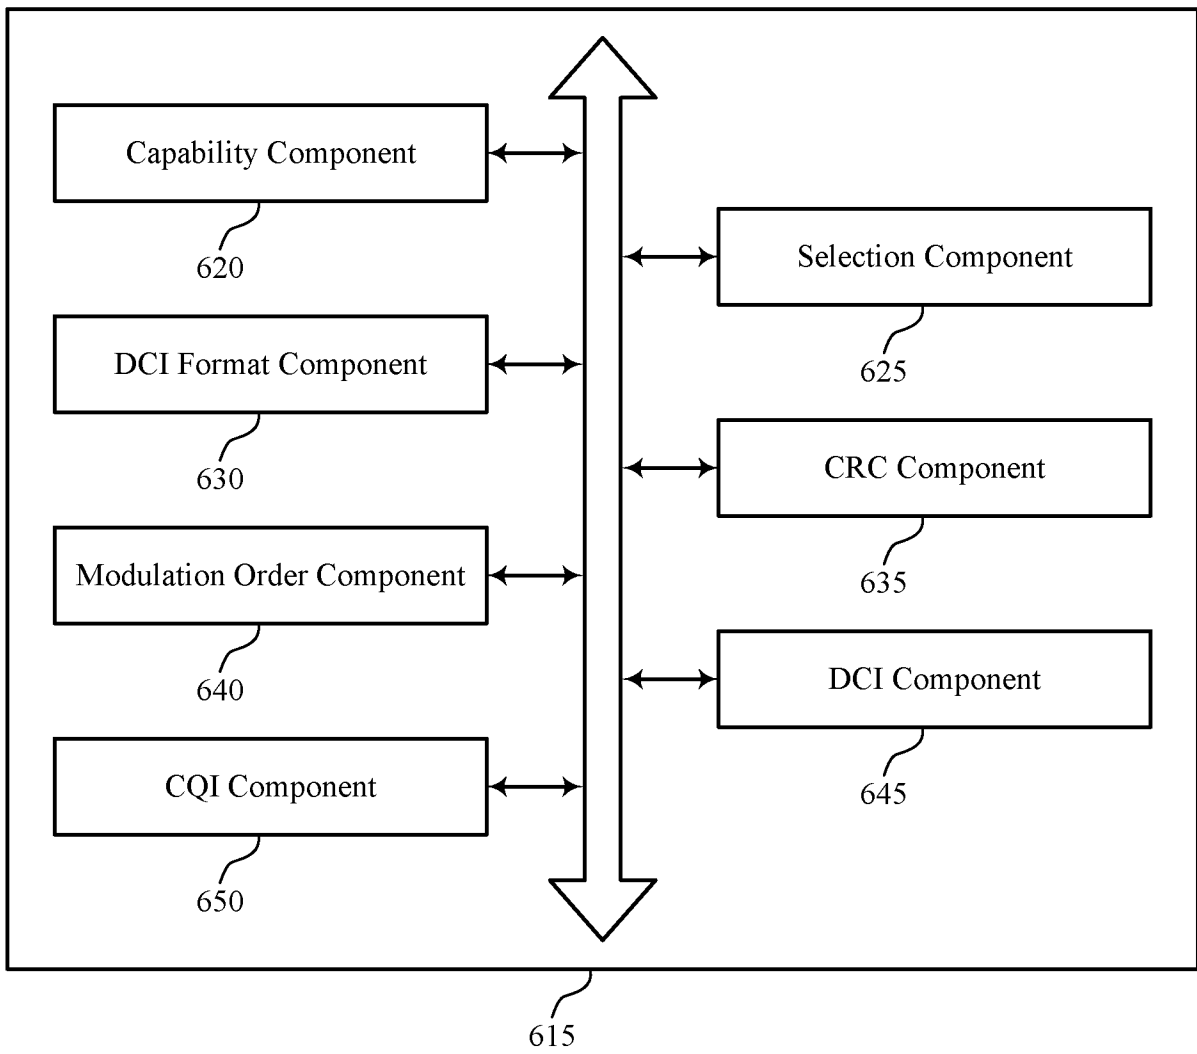 Capability Component
620
Selection Component
625
DCI Format Component
630
CRC Component
635
Modulation Order Component
640
DCI Component
645
CQI Component
650
615